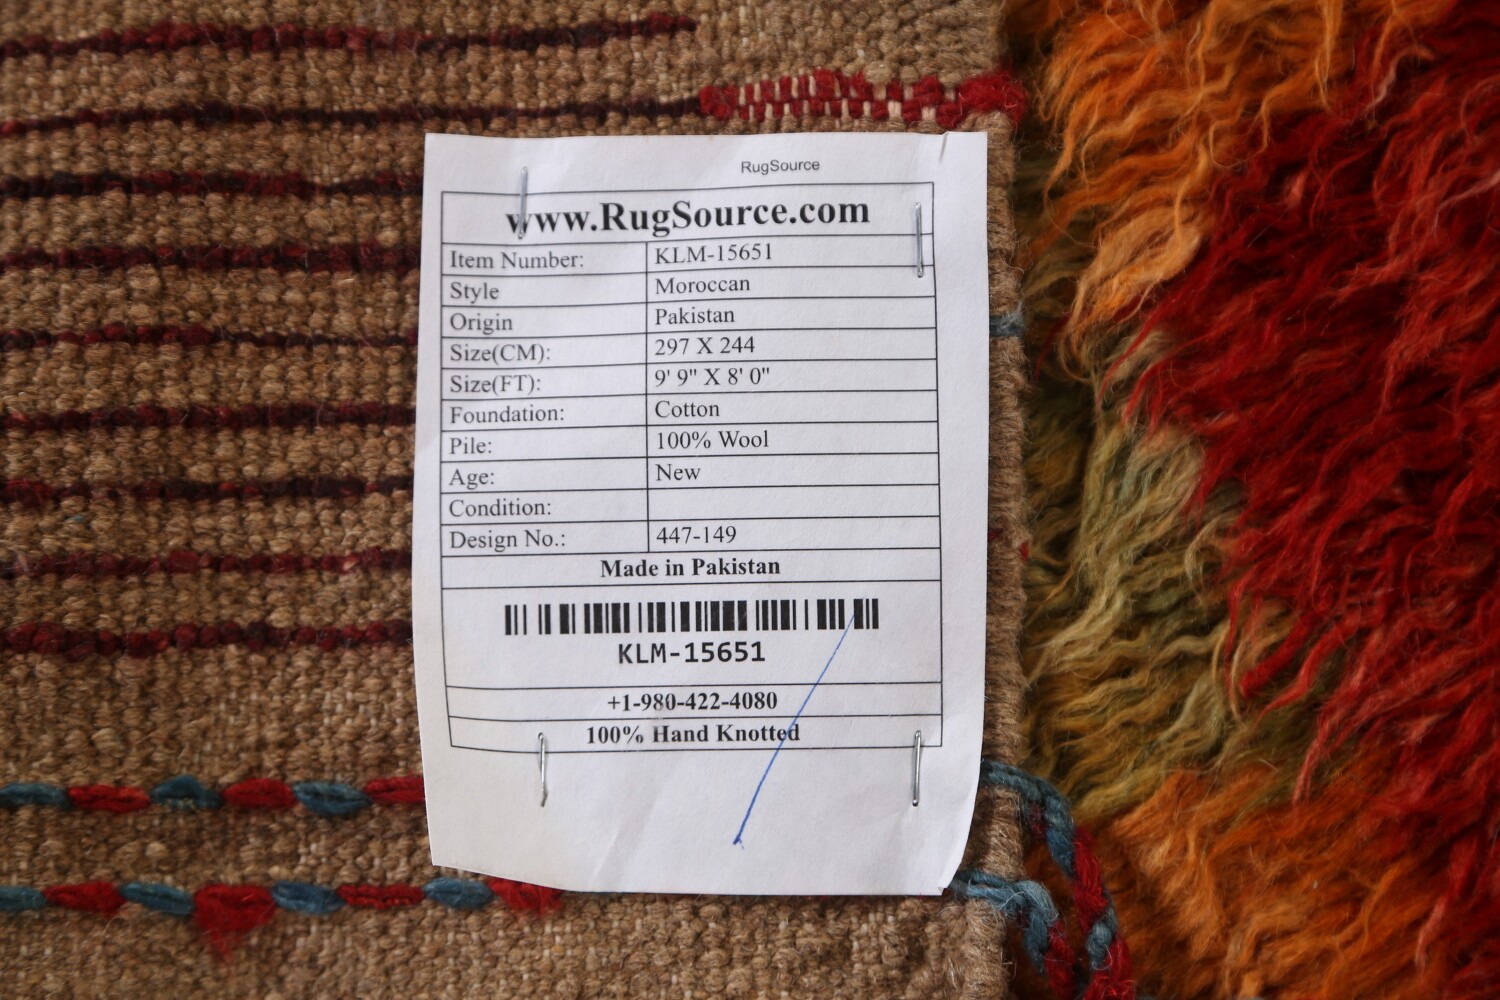 RugSource
www.RugSource.com
Item Number: KLM-15651
Style Moroccan
Origin Pakistan
Size(CM): 297 X 244
Size(FT): 9' 9" X 8' 0"
Foundation: Cotton
Pile: 100% Wool
Age: New
Condition:
Design No.: 447-149
Made in Pakistan
KLM-15651
+1-980-422-4080
100% Hand Knotted